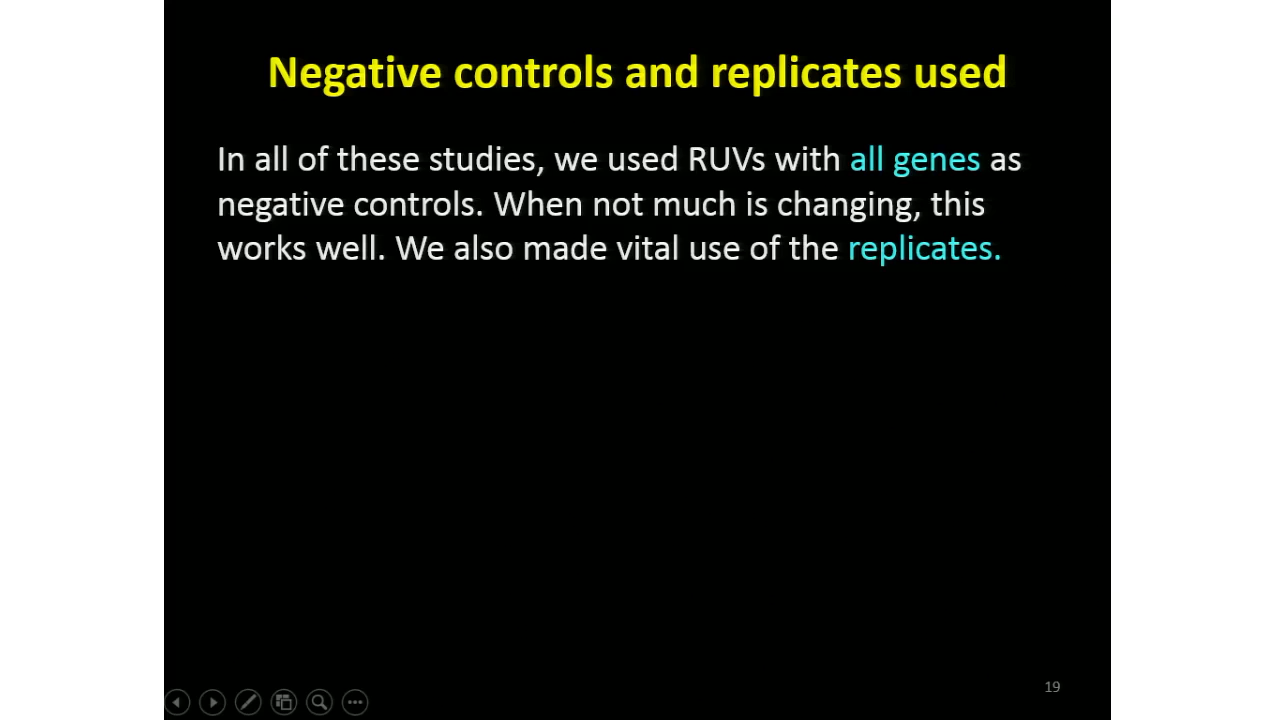 Negative controls and replicates used
In all of these studies, we used RUVs with all genes as
negative controls. When not much is changing, this
works well. We also made vital use of the replicates.
19